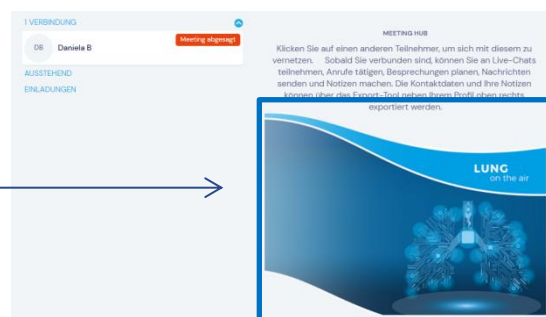 1 VERBINDUNG
DB
Daniela B
Meeting abgesagt
AUSSTEHEND
EINLADUNGEN
MEETING HUB
Klicken Sie auf einen anderen Teilnehmer, um sich mit diesem zu
vernetzen. Sobald Sie verbunden sind, können Sie an Live-Chats
teilnehmen, Anrufe tätigen, Besprechungen planen, Nachrichten
senden und Notizen machen. Die Kontaktdaten und Ihre Notizen
können über das Export-Tool neben Ihrem Profil oben rechts
exportiert werden.
LUNG
on the air